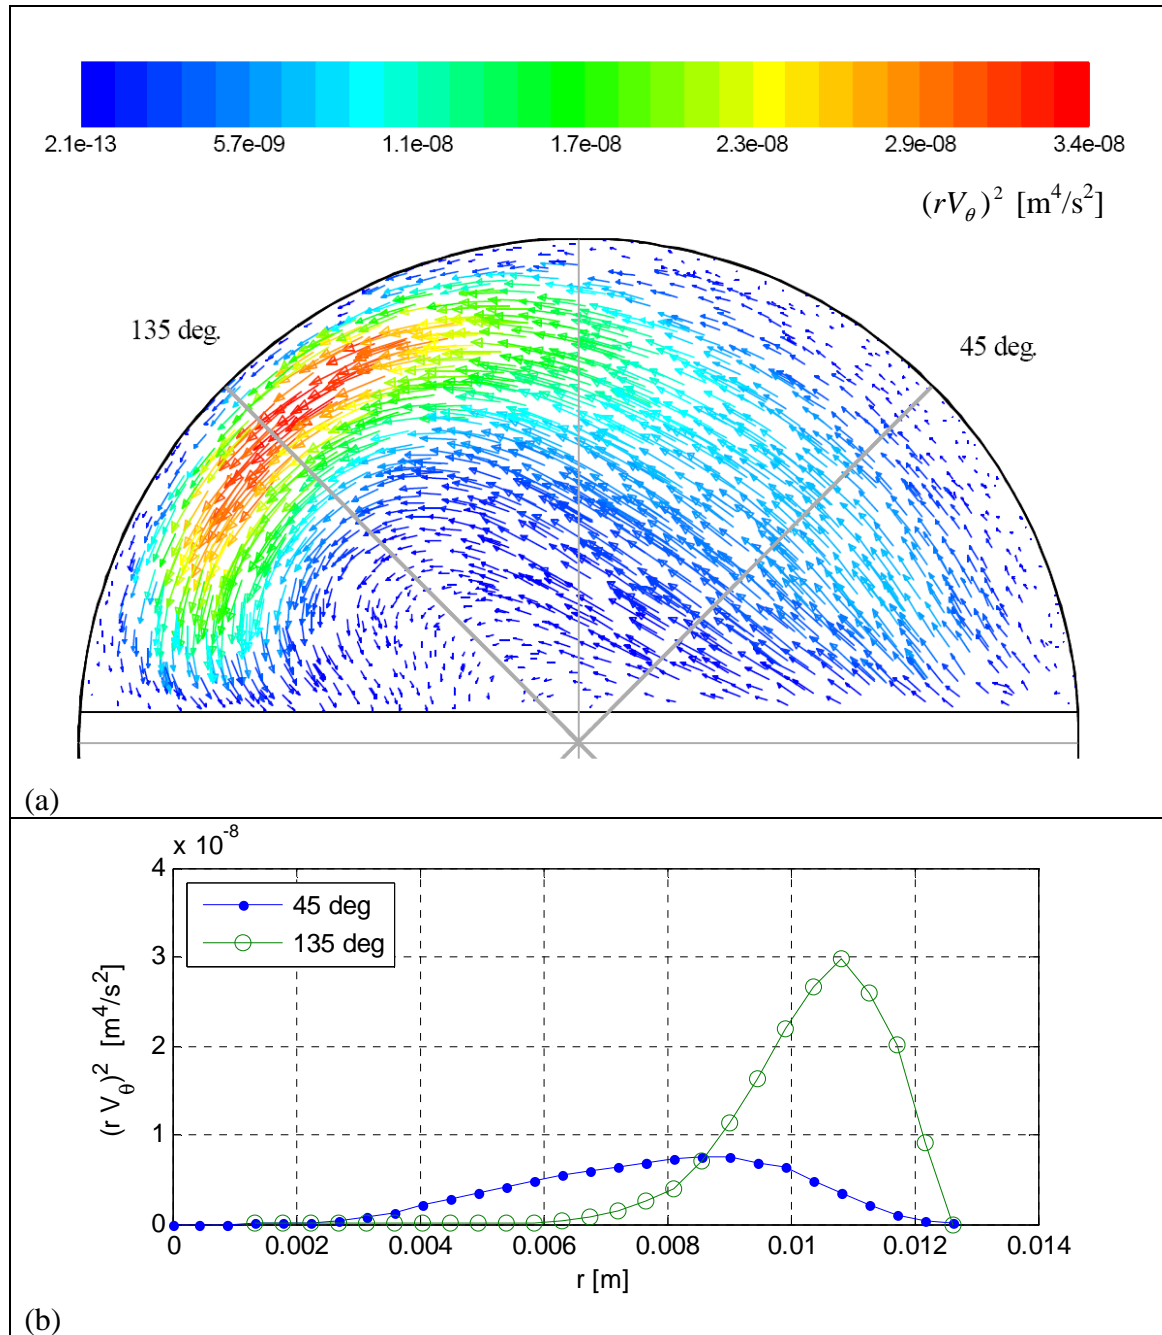 2.1e-13 5.7e-09 1.1e-08 1.7e-08 2.3e-08 2.9e-08 3.4e-08
(rV_θ)² [m⁴/s²]
135 deg.
45 deg.
(a)
x 10⁻⁸
4
3
2
1
0
45 deg
135 deg
(r V_θ)² [m⁴/s²]
0 0.002 0.004 0.006 0.008 0.01 0.012 0.014
r [m]
(b)